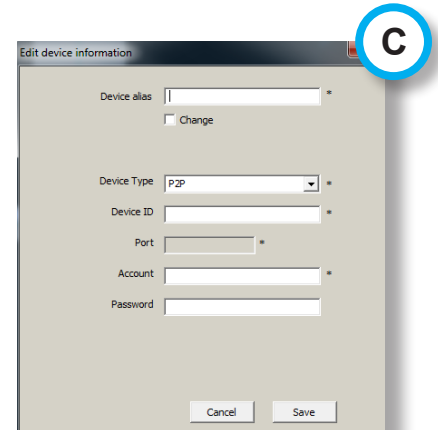 C
Edit device information
Device alias *
Change
Device Type P2P *
Device ID *
Port *
Account *
Password
Cancel Save